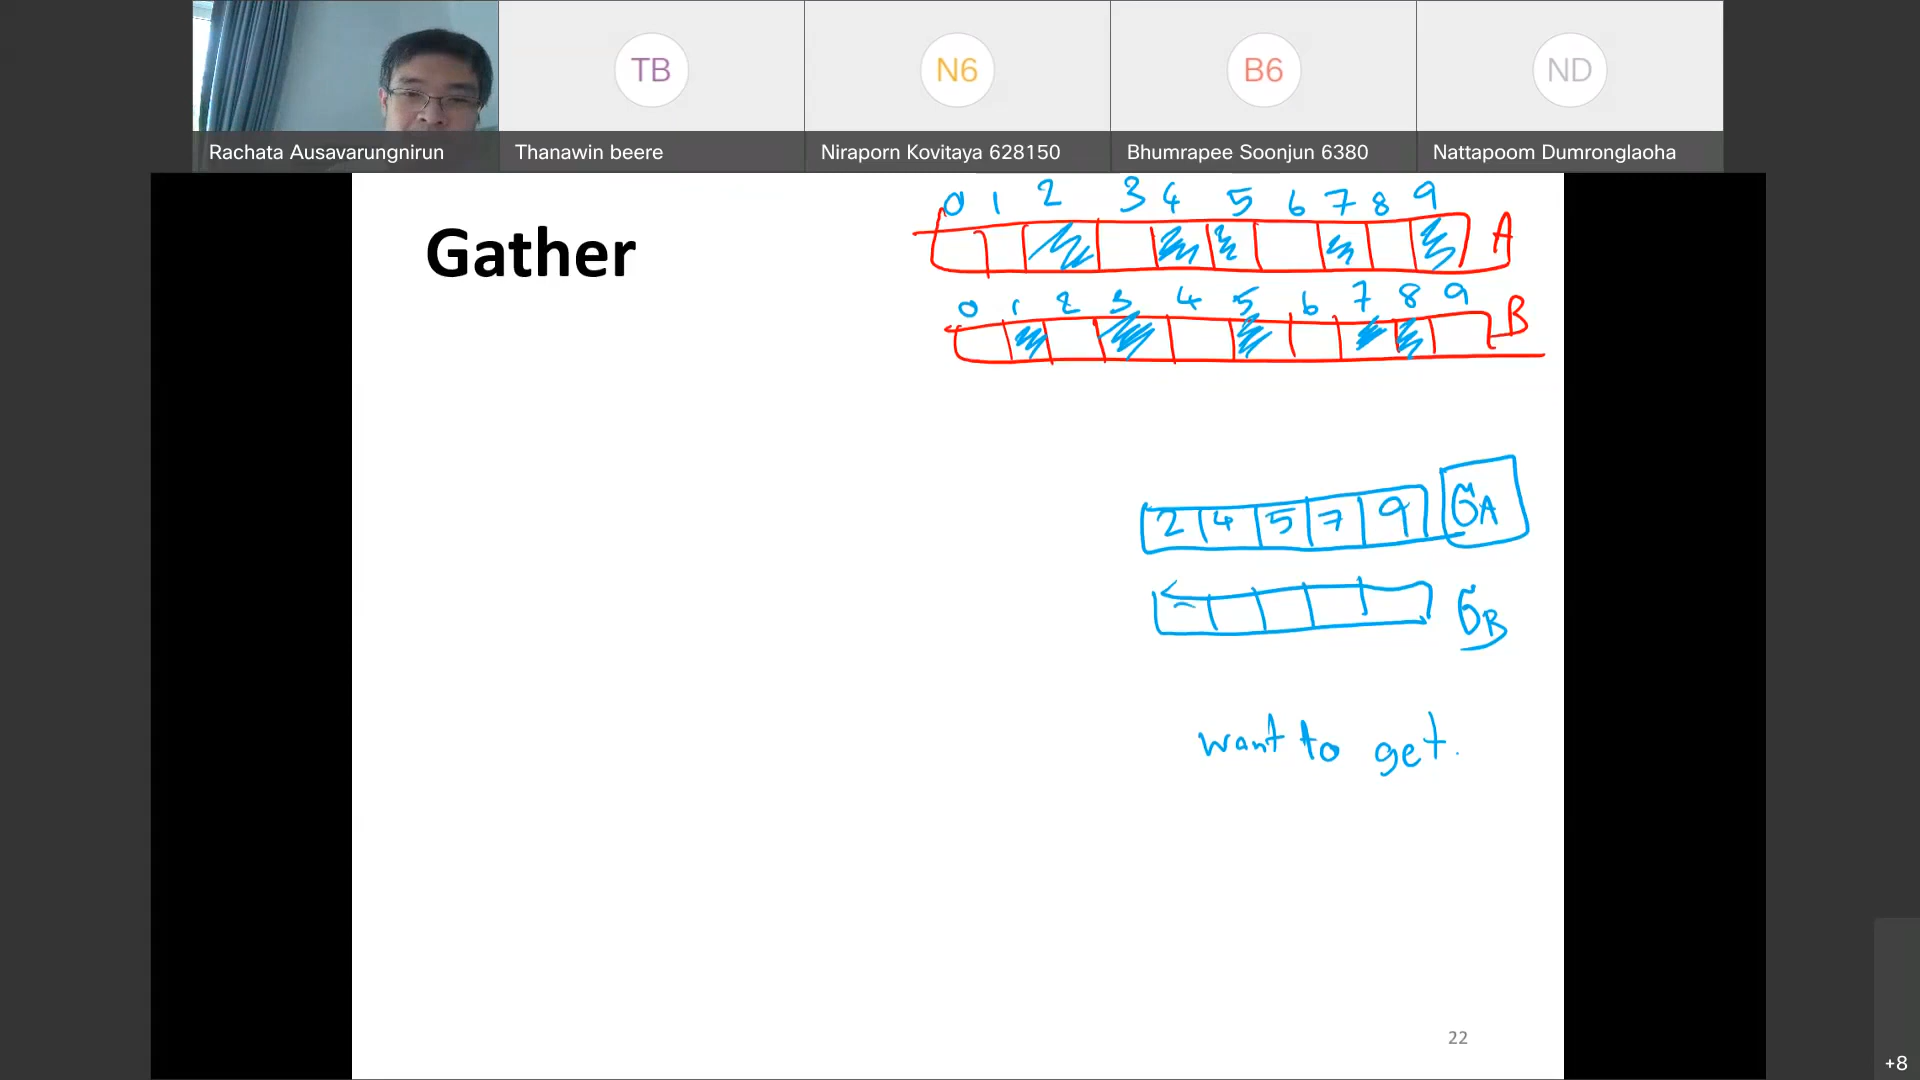 TB
N6
B6
ND
Rachata Ausavarungnirun
Thanawin beere
Niraporn Kovitaya 628150
Bhumrapee Soonjun 6380
Nattapoom Dumronglaoha
Gather
0 1 2 3 4 5 6 7 8 9
A
0 1 2 3 4 5 6 7 8 9
B
2 4 5 7 9 GA
GB
want to get.
22
+8